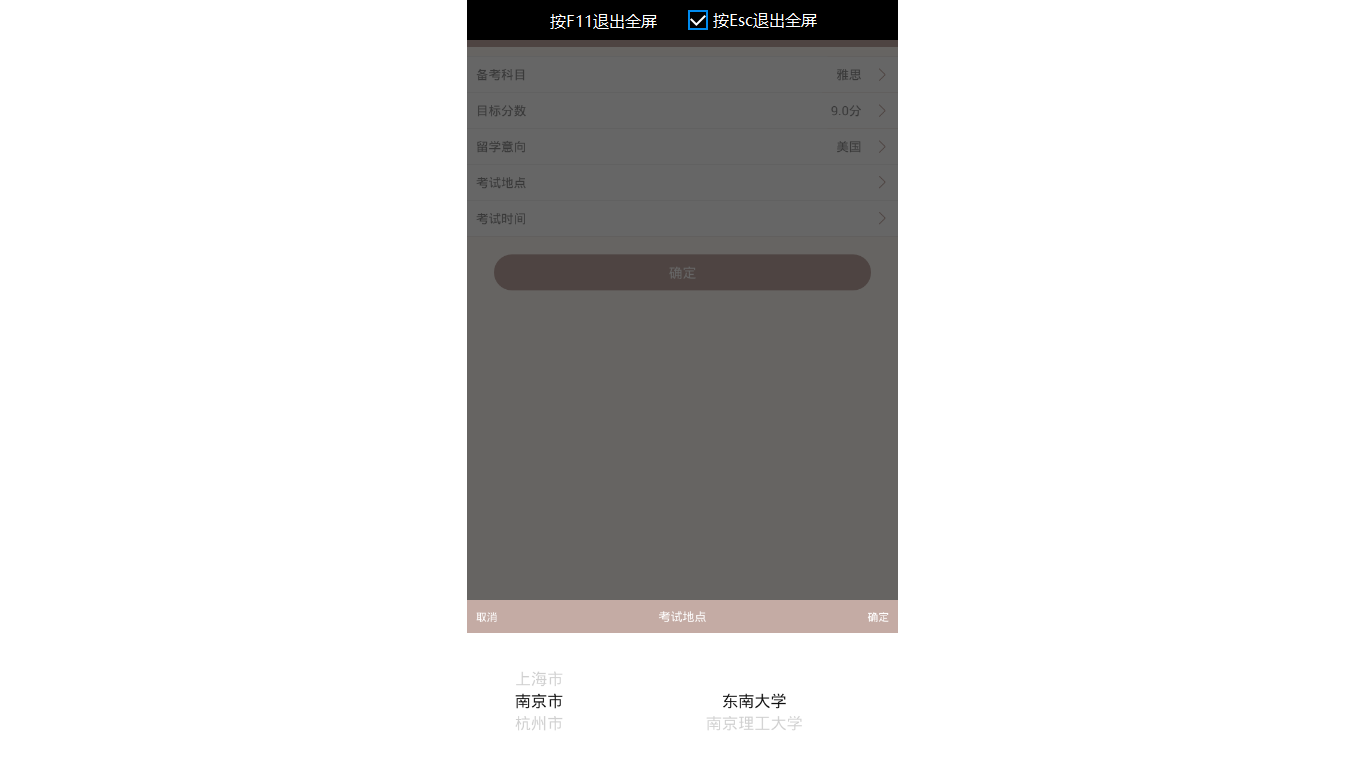 按F11退出全屏 按Esc退出全屏
备考科目 雅思
目标分数 9.0分
留学意向 美国
考试地点
考试时间
确定
取消 考试地点 确定
上海市
南京市 东南大学
杭州市 南京理工大学